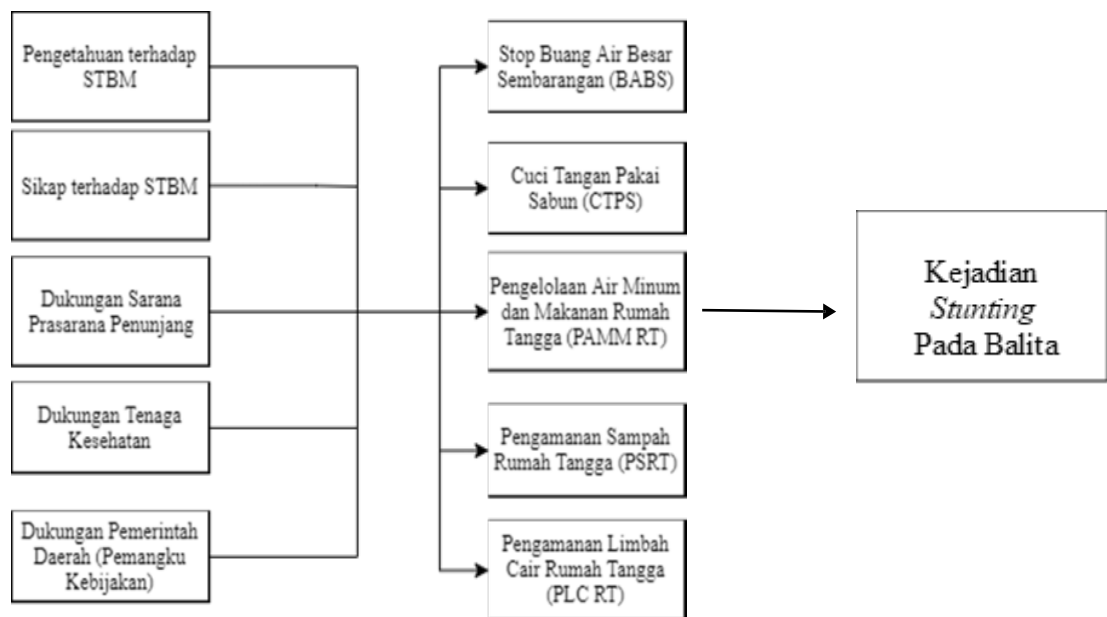 Pengetahuan terhadap
STBM
Sikap terhadap STBM
Dukungan Sarana
Prasarana Penunjang
Dukungan Tenaga
Kesehatan
Dukungan Pemerintah
Daerah (Pemangku
Kebijakan)
Stop Buang Air Besar
Sembarangan (BABS)
Cuci Tangan Pakai
Sabun (CTPS)
Pengelolaan Air Minum
dan Makanan Rumah
Tangga (PAMM RT)
Pengamanan Sampah
Rumah Tangga (PSRT)
Pengamanan Limbah
Cair Rumah Tangga
(PLC RT)
Kejadian
Stunting
Pada Balita